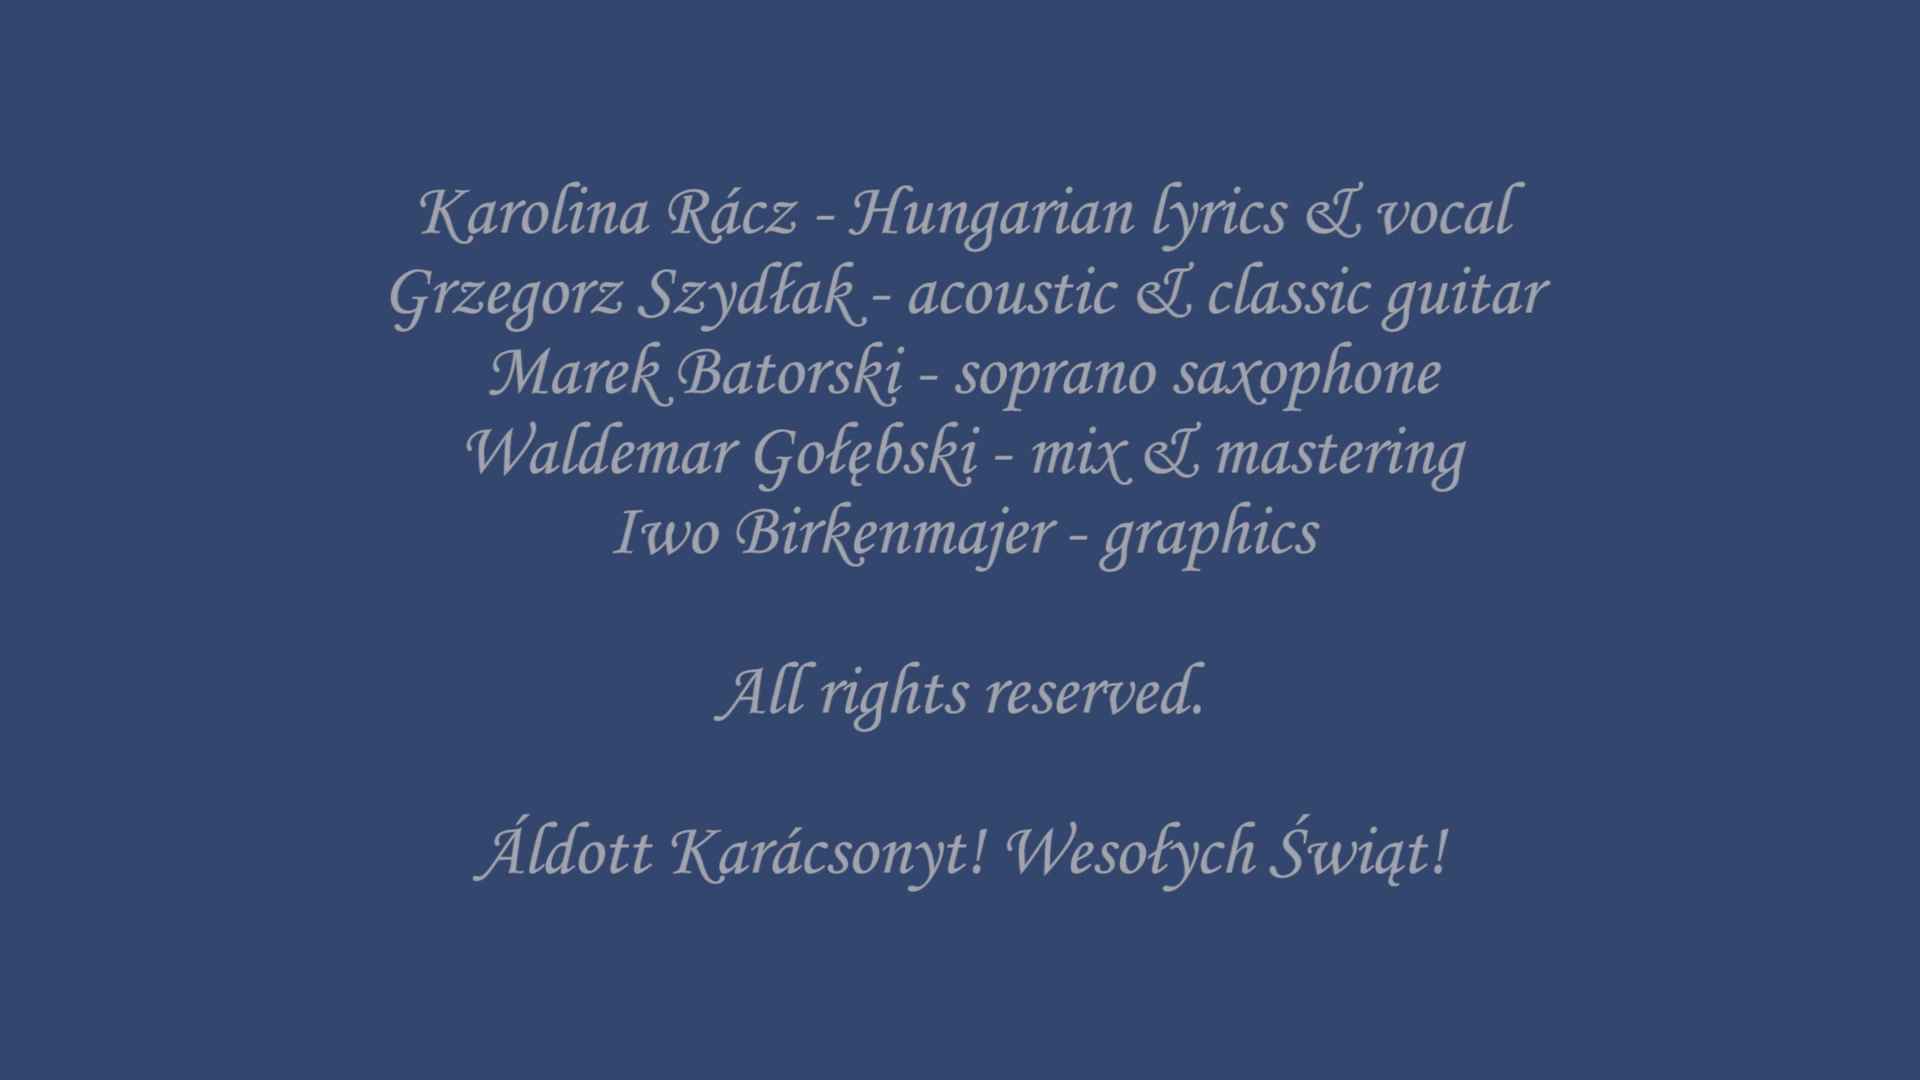 Karolina Rácz - Hungarian lyrics & vocal
Grzegorz Szydłak - acoustic & classic guitar
Marek Batorski - soprano saxophone
Waldemar Gołębski - mix & mastering
Iwo Birkenmajer - graphics
All rights reserved.
Áldott Karácsonyt! Wesołych Świąt!